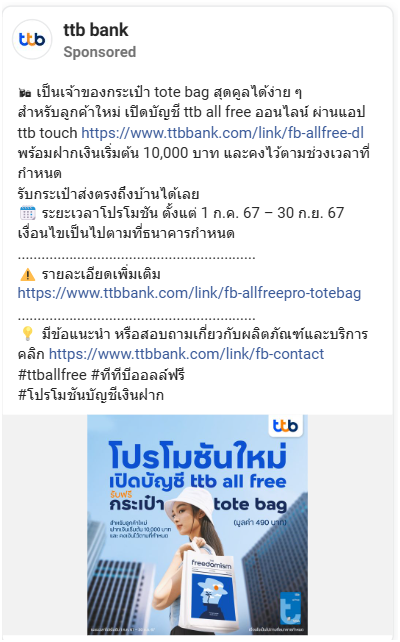 ttb
ttb bank
Sponsored
เป็นเจ้าของกระเป๋า tote bag สุดคูลได้ง่าย ๆ
สำหรับลูกค้าใหม่ เปิดบัญชี ttb all free ออนไลน์ ผ่านแอป
ttb touch https://www.ttbbank.com/link/fb-allfree-dl
พร้อมฝากเงินเริ่มต้น 10,000 บาท และคงไว้ตามช่วงเวลาที่
กำหนด
รับกระเป๋าส่งตรงถึงบ้านได้เลย
🗓️ ระยะเวลาโปรโมชัน ตั้งแต่ 1 ก.ค. 67 – 30 ก.ย. 67
เงื่อนไขเป็นไปตามที่ธนาคารกำหนด
............................................................
⚠️ รายละเอียดเพิ่มเติม
https://www.ttbbank.com/link/fb-allfreepro-totebag
............................................................
💡 มีข้อแนะนำ หรือสอบถามเกี่ยวกับผลิตภัณฑ์และบริการ
คลิก https://www.ttbbank.com/link/fb-contact
#ttballfree #ทีทีบีออลล์ฟรี
#โปรโมชันบัญชีเงินฝาก
ttb
โปรโมชันใหม่
เปิดบัญชี ttb all free
รับฟรี
กระเป๋า tote bag
(มูลค่า 490 บาท)
สำหรับลูกค้าใหม่
ฝากเงินเริ่มต้น 10,000 บาท
และ คงเงินไว้ตามที่กำหนด
freedomism